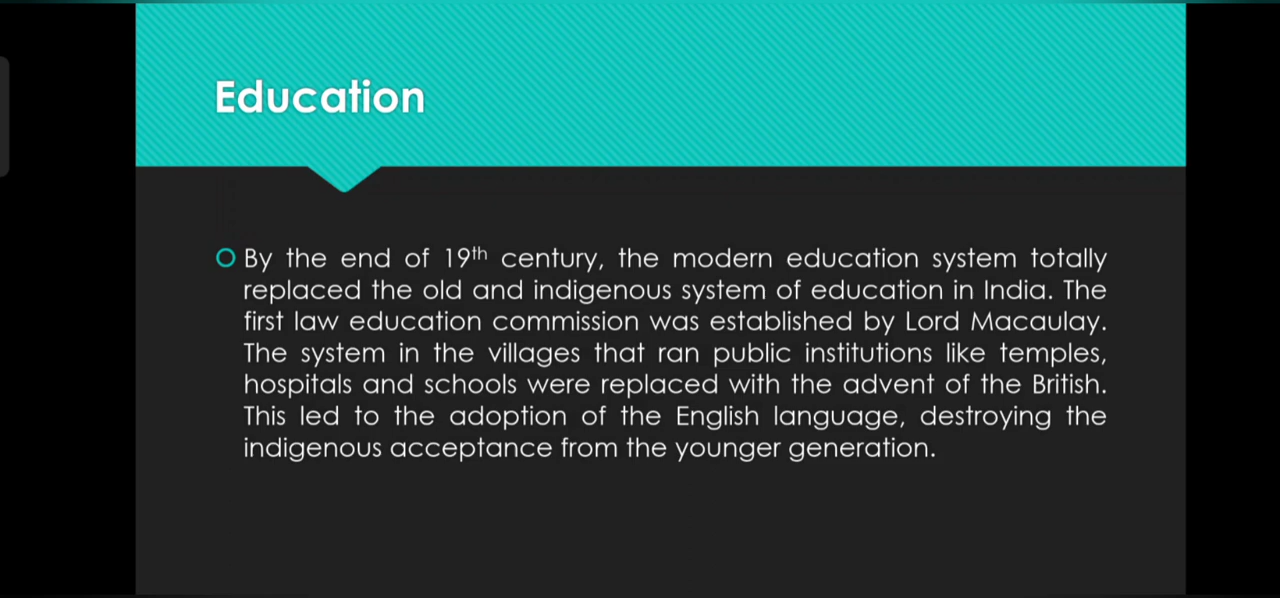 Education
By the end of 19th century, the modern education system totally
replaced the old and indigenous system of education in India. The
first law education commission was established by Lord Macaulay.
The system in the villages that ran public institutions like temples,
hospitals and schools were replaced with the advent of the British.
This led to the adoption of the English language, destroying the
indigenous acceptance from the younger generation.